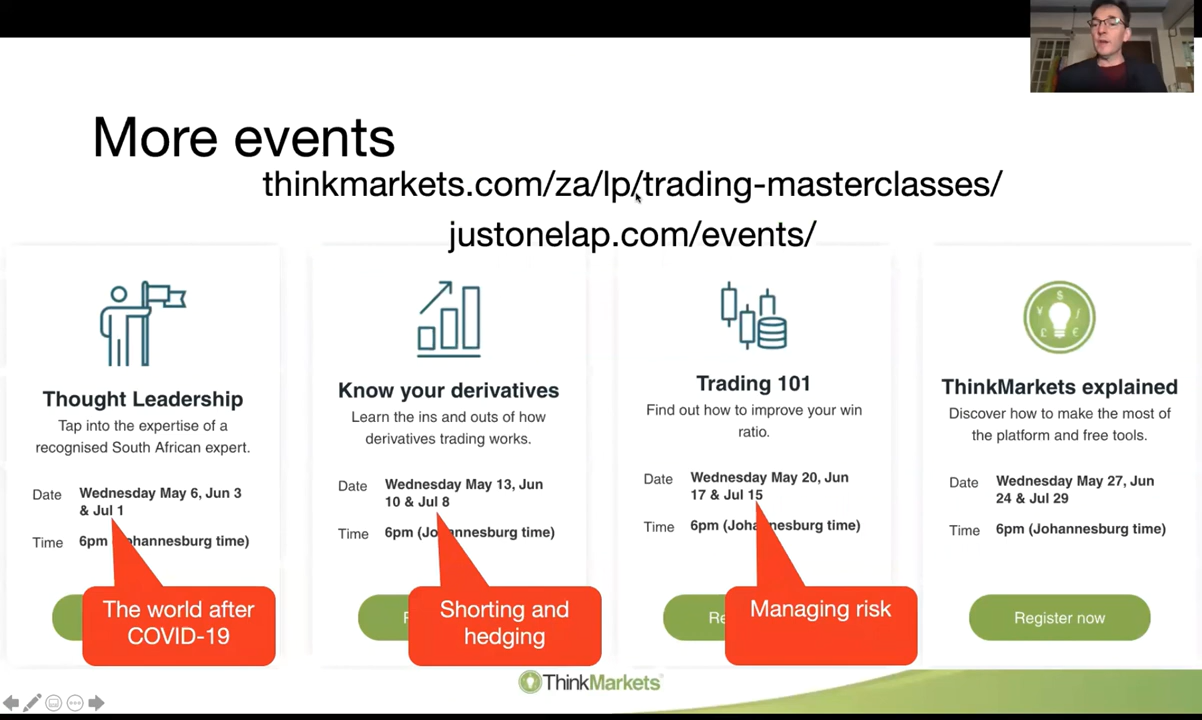 More events
thinkmarkets.com/za/lp/trading-masterclasses/
justonelap.com/events/
Thought Leadership
Tap into the expertise of a
recognised South African expert.
Date Wednesday May 6, Jun 3
& Jul 1
Time 6pm Johannesburg time)
The world after
COVID-19
Know your derivatives
Learn the ins and outs of how
derivatives trading works.
Date Wednesday May 13, Jun
10 & Jul 8
Time 6pm (Johannesburg time)
Shorting and
hedging
Trading 101
Find out how to improve your win
ratio.
Date Wednesday May 20, Jun
17 & Jul 15
Time 6pm (Johannesburg time)
Re
Managing risk
ThinkMarkets explained
Discover how to make the most of
the platform and free tools.
Date Wednesday May 27, Jun
24 & Jul 29
Time 6pm (Johannesburg time)
Register now
ThinkMarkets